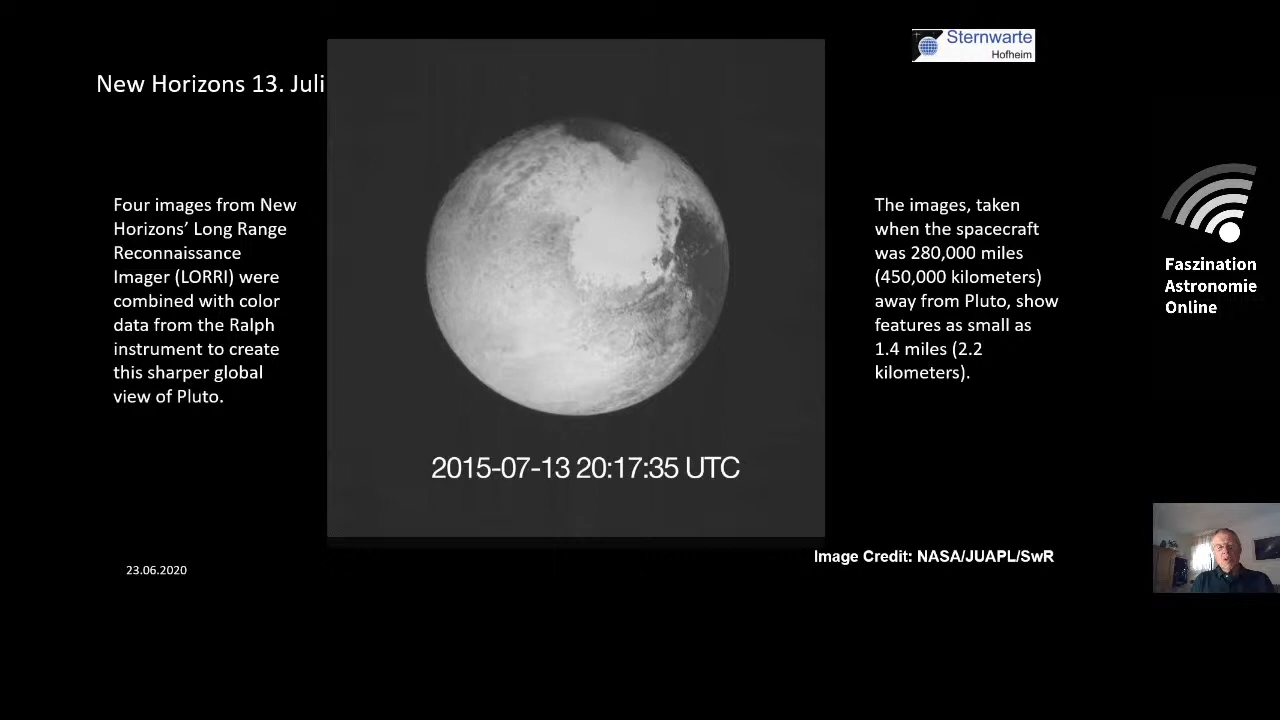 Sternwarte
Hofheim
New Horizons 13. Juli
Four images from New
Horizons’ Long Range
Reconnaissance
Imager (LORRI) were
combined with color
data from the Ralph
instrument to create
this sharper global
view of Pluto.
2015-07-13 20:17:35 UTC
The images, taken
when the spacecraft
was 280,000 miles
(450,000 kilometers)
away from Pluto, show
features as small as
1.4 miles (2.2
kilometers).
Faszination
Astronomie
Online
Image Credit: NASA/JUAPL/SwR
23.06.2020